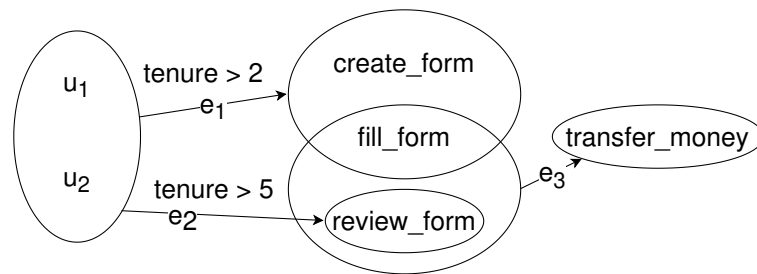 u1
u2
tenure > 2
e1
tenure > 5
e2
create_form
fill_form
review_form
e3
transfer_money